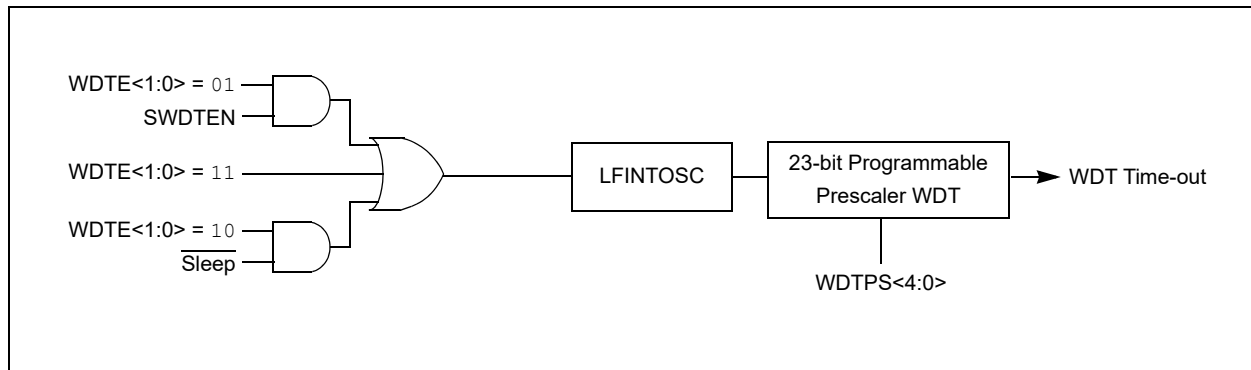 WDTE<1:0> = 01
SWDTEN
WDTE<1:0> = 11
WDTE<1:0> = 10
Sleep
LFINTOSC
23-bit Programmable
Prescaler WDT
WDT Time-out
WDTPS<4:0>